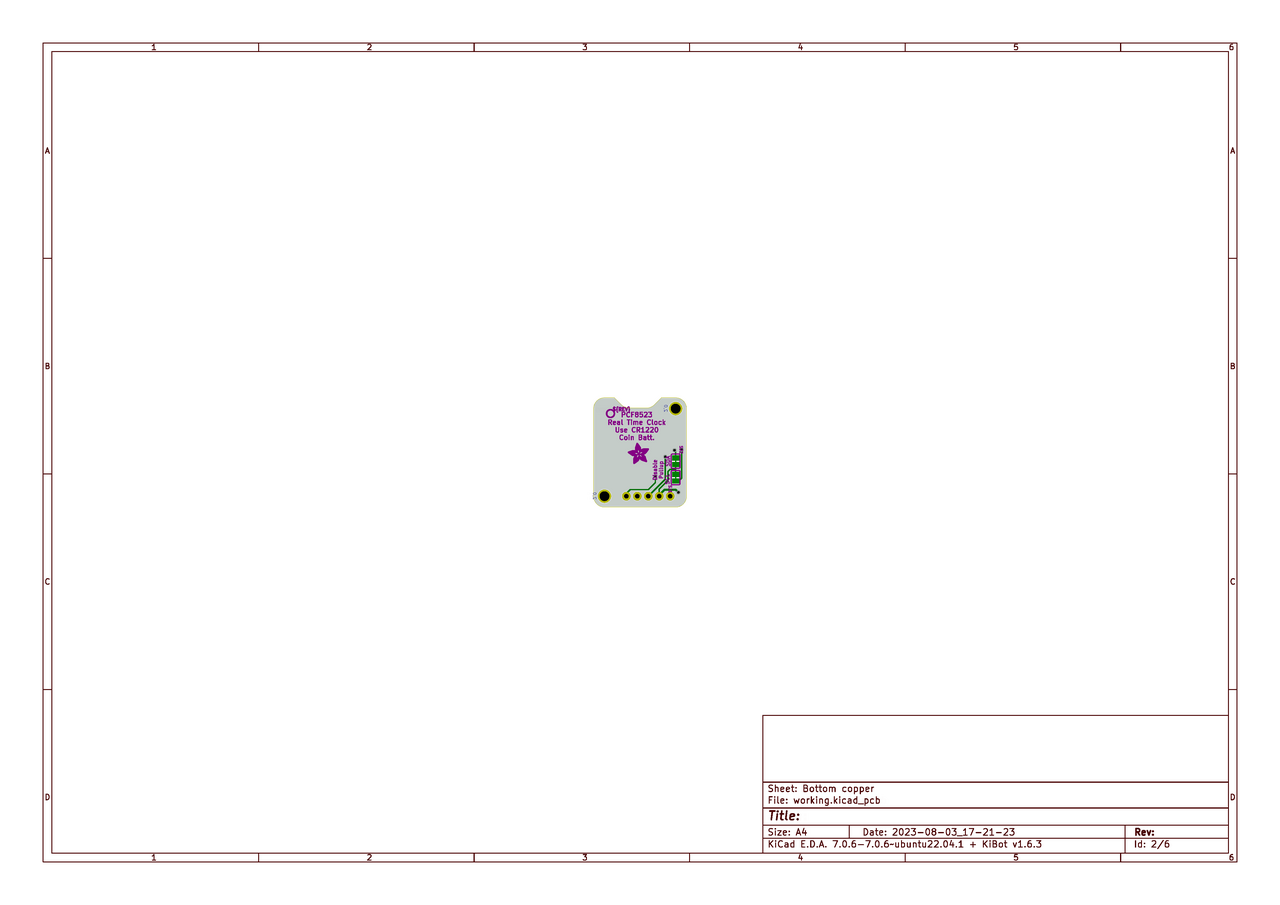 1 2 3 4 5 6
A A
B B
PCF8523
Real Time Clock
Use CR1220
Coin Batt.
Disable
Pullup
C C
D D
Sheet: Bottom copper
File: working.kicad_pcb
Title:
Size: A4 Date: 2023-08-03_17-21-23 Rev:
KiCad E.D.A. 7.0.6-7.0.6~ubuntu22.04.1 + KiBot v1.6.3 Id: 2/6
1 2 3 4 5 6